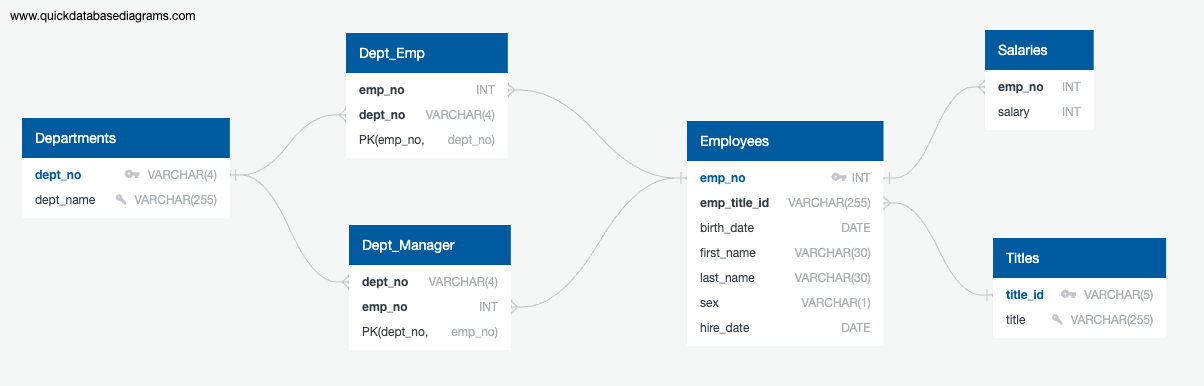 www.quickdatabasediagrams.com
Departments
dept_no VARCHAR(4)
dept_name VARCHAR(255)
Dept_Emp
emp_no INT
dept_no VARCHAR(4)
PK(emp_no, dept_no)
Dept_Manager
dept_no VARCHAR(4)
emp_no INT
PK(dept_no, emp_no)
Employees
emp_no INT
emp_title_id VARCHAR(255)
birth_date DATE
first_name VARCHAR(30)
last_name VARCHAR(30)
sex VARCHAR(1)
hire_date DATE
Salaries
emp_no INT
salary INT
Titles
title_id VARCHAR(5)
title VARCHAR(255)